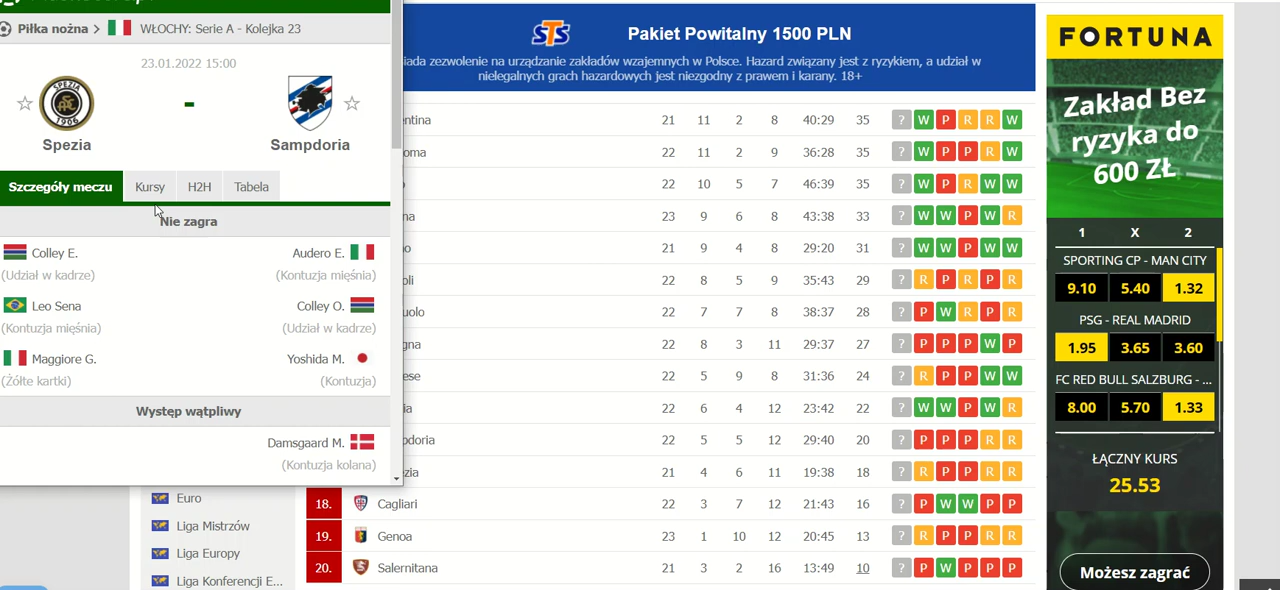 Piłka nożna > WŁOCHY: Serie A - Kolejka 23
23.01.2022 15:00
-
Spezia Sampdoria
Szczegóły meczu Kursy H2H Tabela
Nie zagra
Colley E. Audero E.
(Udział w kadrze) (Kontuzja mięśnia)
Leo Sena Colley O.
(Kontuzja mięśnia) (Udział w kadrze)
Maggiore G. Yoshida M.
(Żółte kartki) (Kontuzja)
Występ wątpliwy
Damsgaard M.
(Kontuzja kolana)
STS Pakiet Powitalny 1500 PLN
iada zezwolenie na urządzanie zakładów wzajemnych w Polsce. Hazard związany jest z ryzykiem, a udział w
nielegalnych grach hazardowych jest niezgodny z prawem i karany. 18+
entina 21 11 2 8 40:29 35 ? W P R R W
oma 22 11 2 9 36:28 35 ? W P P R W
22 10 5 7 46:39 35 ? W P R W W
na 23 9 6 8 43:38 33 ? W W P W R
no 21 9 4 8 29:20 31 ? W W P W W
oli 22 8 5 9 35:43 29 ? R P R P R
uolo 22 7 7 8 38:37 28 ? P W R P R
gna 22 8 3 11 29:37 27 ? P P P W P
ese 22 5 9 8 31:36 24 ? R P P W W
ia 22 6 4 12 23:42 22 ? W W P W R
odoria 22 5 5 12 29:40 20 ? P P P R R
ezia 21 4 6 11 19:38 18 ? R P P R R
18. Cagliari 22 3 7 12 21:43 16 ? P W W P P
19. Genoa 23 1 10 12 20:45 13 ? R P P R R
20. Salernitana 21 3 2 16 13:49 10 ? P W P P P
Euro
Liga Mistrzów
Liga Europy
Liga Konferencji E...
FORTUNA
Zakład Bez
ryzyka do
600 ZŁ
1 X 2
SPORTING CP - MAN CITY
9.10 5.40 1.32
PSG - REAL MADRID
1.95 3.65 3.60
FC RED BULL SALZBURG - ...
8.00 5.70 1.33
ŁĄCZNY KURS
25.53
Możesz zagrać